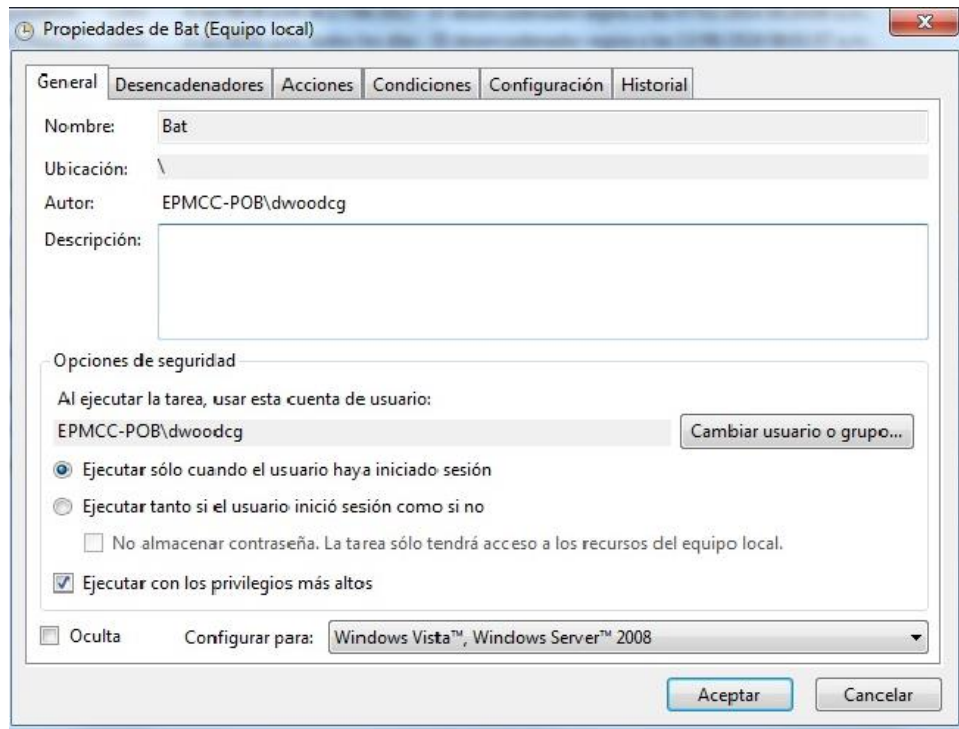 Propiedades de Bat (Equipo local)
General Desencadenadores Acciones Condiciones Configuración Historial
Nombre: Bat
Ubicación: \
Autor: EPMCC-POB\dwoodcg
Descripción:
Opciones de seguridad
Al ejecutar la tarea, usar esta cuenta de usuario:
EPMCC-POB\dwoodcg Cambiar usuario o grupo...
Ejecutar sólo cuando el usuario haya iniciado sesión
Ejecutar tanto si el usuario inició sesión como si no
No almacenar contraseña. La tarea sólo tendrá acceso a los recursos del equipo local.
Ejecutar con los privilegios más altos
Oculta Configurar para: Windows Vista™, Windows Server™ 2008
Aceptar Cancelar